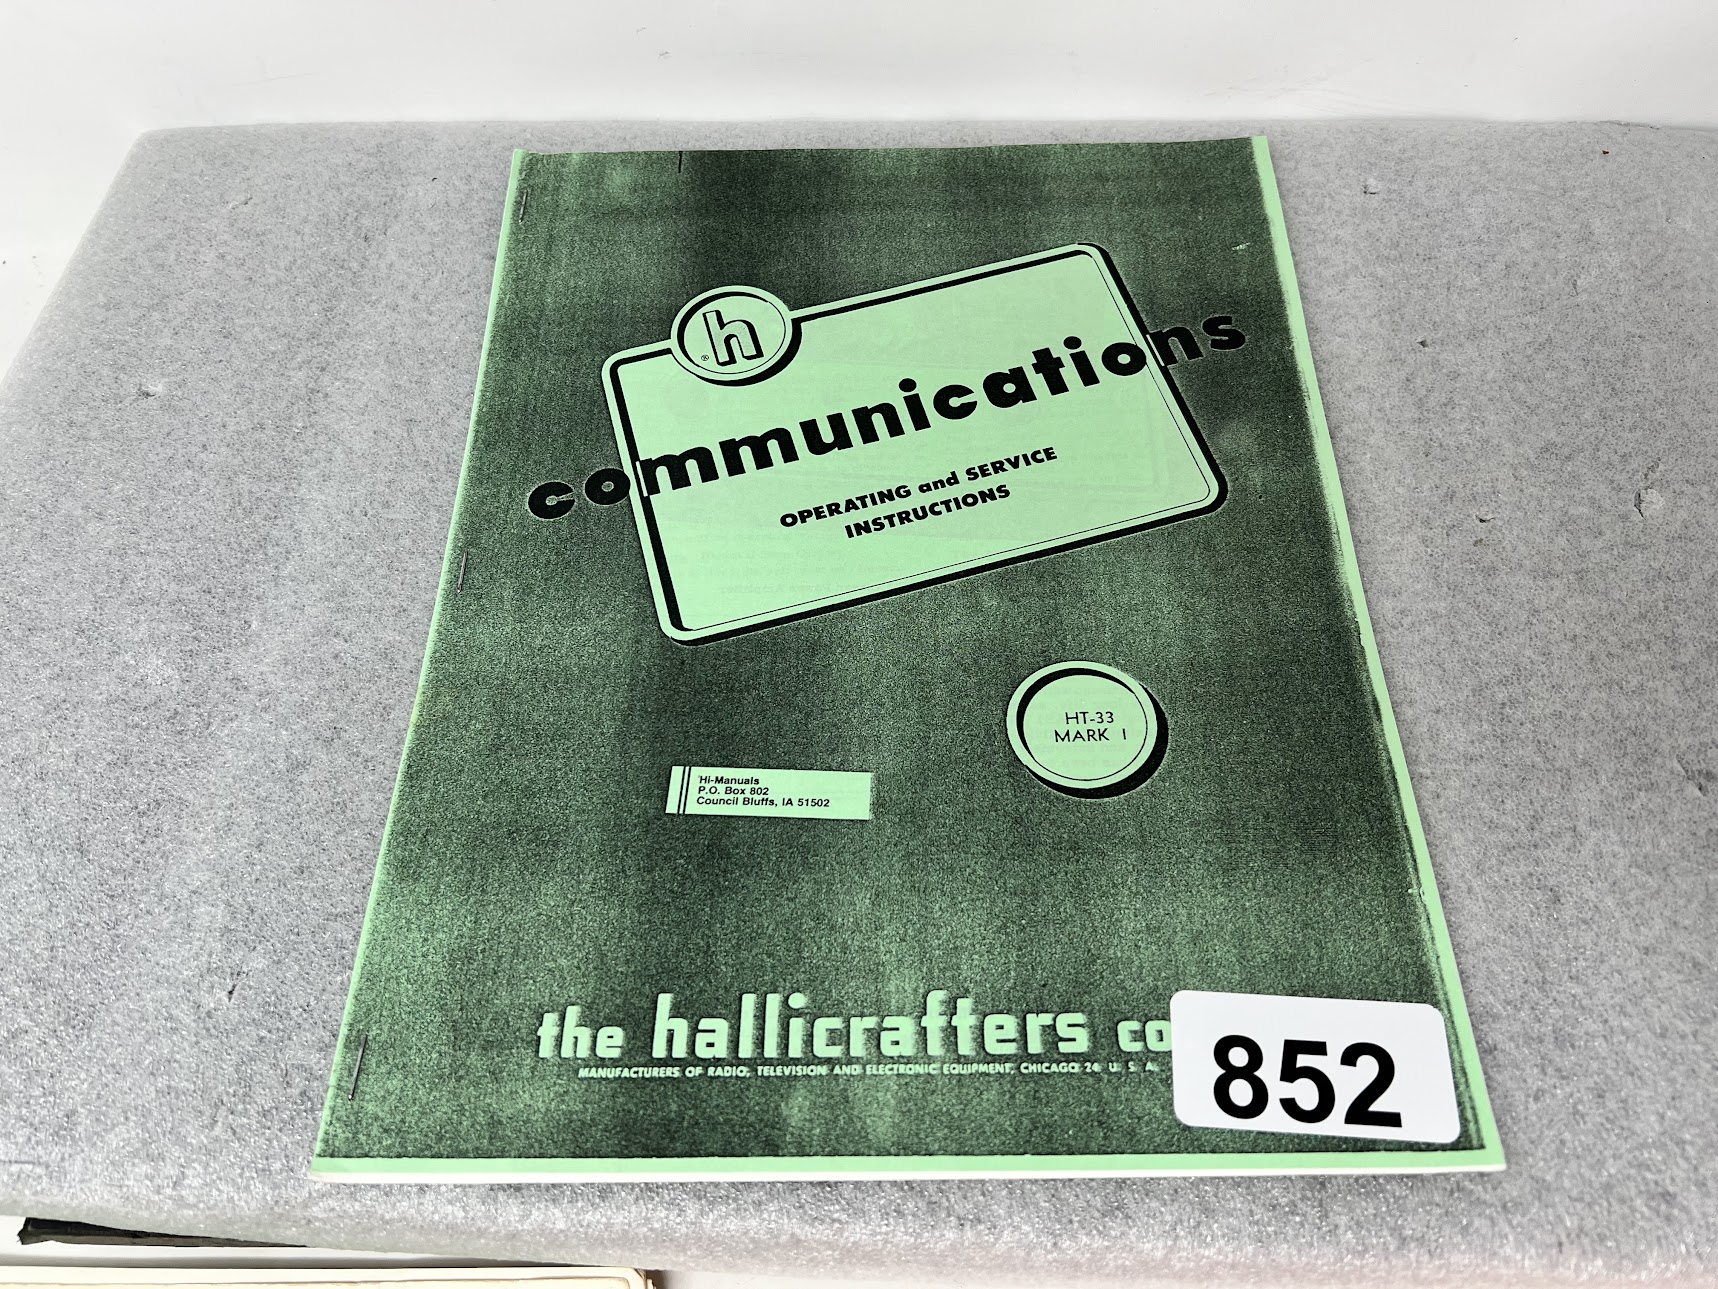 h
®
communications
OPERATING and SERVICE
INSTRUCTIONS
HT-33
MARK I
Hi-Manuals
P.O. Box 802
Council Bluffs, IA 51502
the hallicrafters co
MANUFACTURERS OF RADIO, TELEVISION AND ELECTRONIC EQUIPMENT, CHICAGO 24 U. S. A.
852